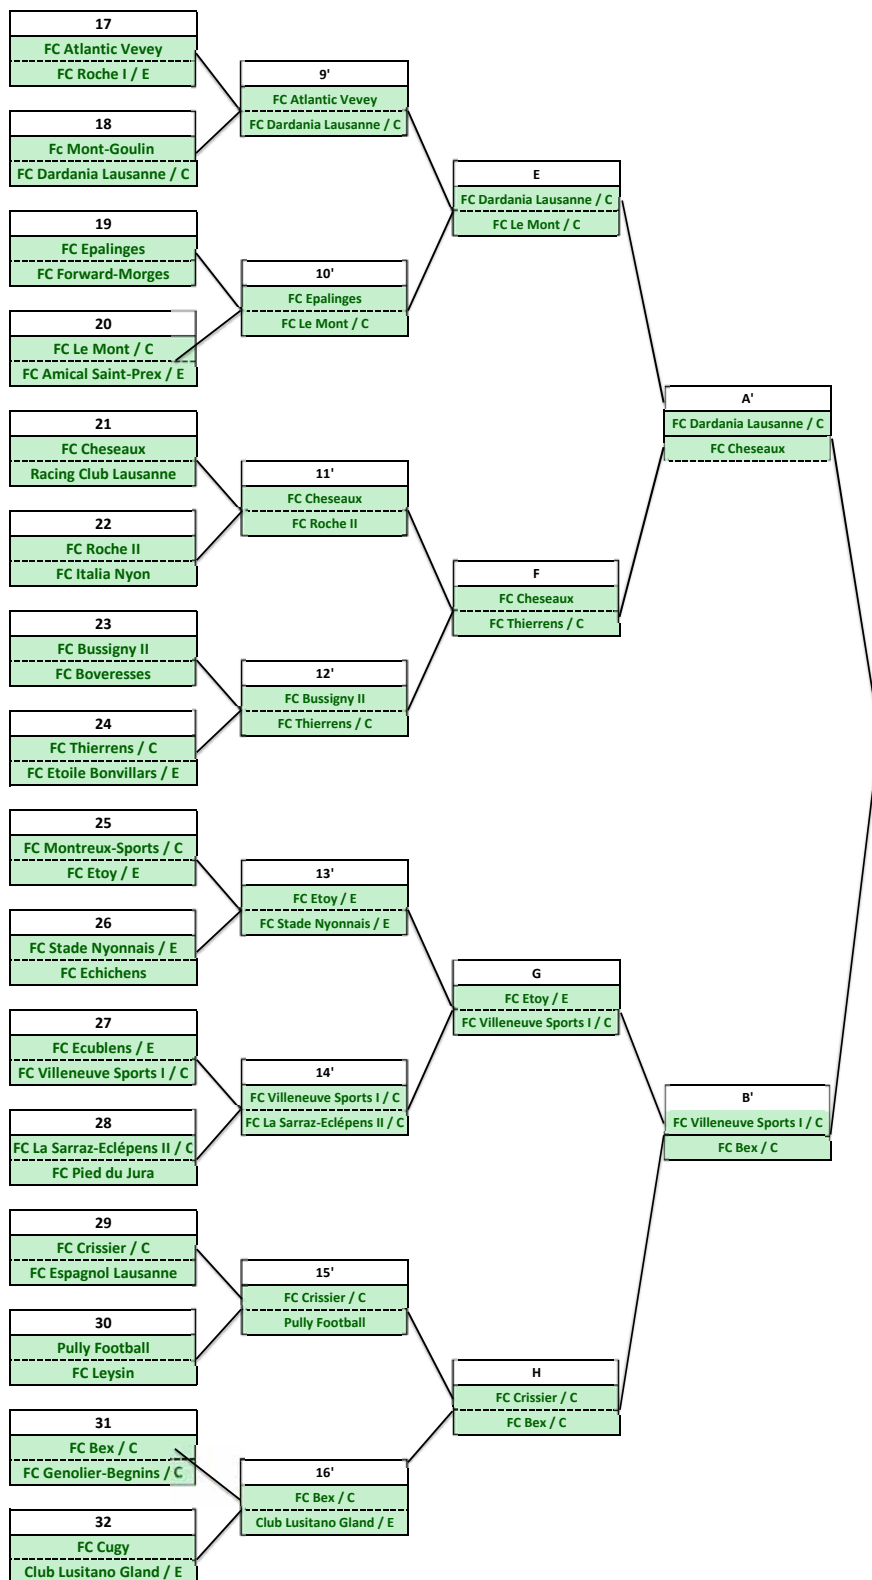 17
FC Atlantic Vevey
FC Roche I / E
18
Fc Mont-Goulin
FC Dardania Lausanne / C
19
FC Epalinges
FC Forward-Morges
20
FC Le Mont / C
FC Amical Saint-Prex / E
21
FC Cheseaux
Racing Club Lausanne
22
FC Roche II
FC Italia Nyon
23
FC Bussigny II
FC Boveresses
24
FC Thierrens / C
FC Etoile Bonvillars / E
25
FC Montreux-Sports / C
FC Etoy / E
26
FC Stade Nyonnais / E
FC Echichens
27
FC Ecublens / E
FC Villeneuve Sports I / C
28
FC La Sarraz-Eclépens II / C
FC Pied du Jura
29
FC Crissier / C
FC Espagnol Lausanne
30
Pully Football
FC Leysin
31
FC Bex / C
FC Genolier-Begnins / C
32
FC Cugy
Club Lusitano Gland / E
9'
FC Atlantic Vevey
FC Dardania Lausanne / C
10'
FC Epalinges
FC Le Mont / C
11'
FC Cheseaux
FC Roche II
12'
FC Bussigny II
FC Thierrens / C
13'
FC Etoy / E
FC Stade Nyonnais / E
14'
FC Villeneuve Sports I / C
FC La Sarraz-Eclépens II / C
15'
FC Crissier / C
Pully Football
16'
FC Bex / C
Club Lusitano Gland / E
E
FC Dardania Lausanne / C
FC Le Mont / C
F
FC Cheseaux
FC Thierrens / C
G
FC Etoy / E
FC Villeneuve Sports I / C
H
FC Crissier / C
FC Bex / C
A'
FC Dardania Lausanne / C
FC Cheseaux
B'
FC Villeneuve Sports I / C
FC Bex / C